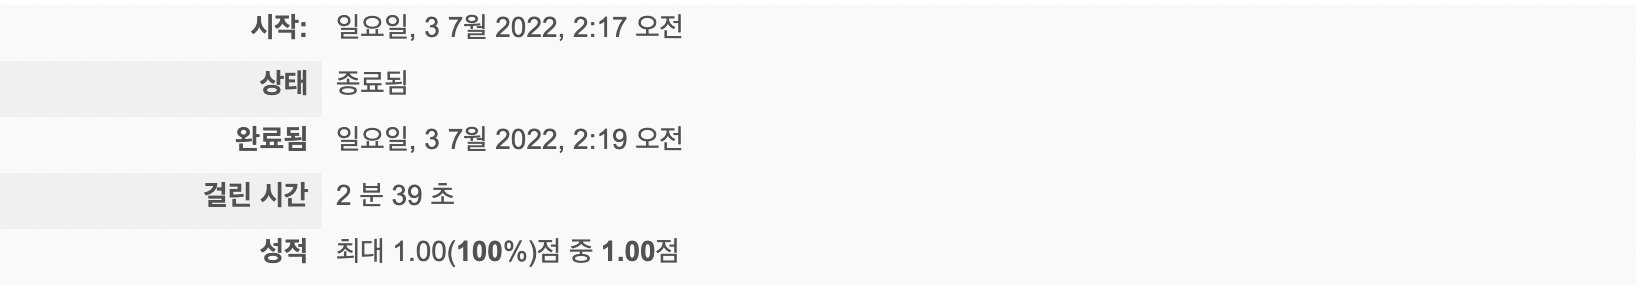 시작: 일요일, 3 7월 2022, 2:17 오전
상태 종료됨
완료됨 일요일, 3 7월 2022, 2:19 오전
걸린 시간 2 분 39 초
성적 최대 1.00(100%)점 중 1.00점